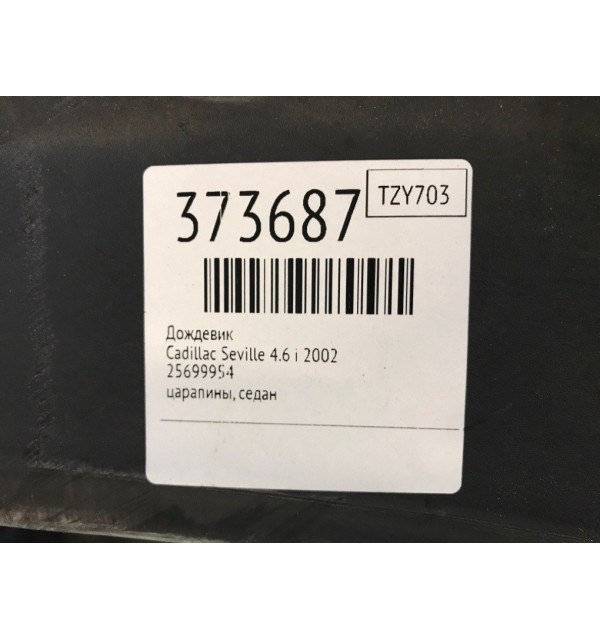 373687
TZY703
Дождевик
Cadillac Seville 4.6 i 2002
25699954
царапины, седан